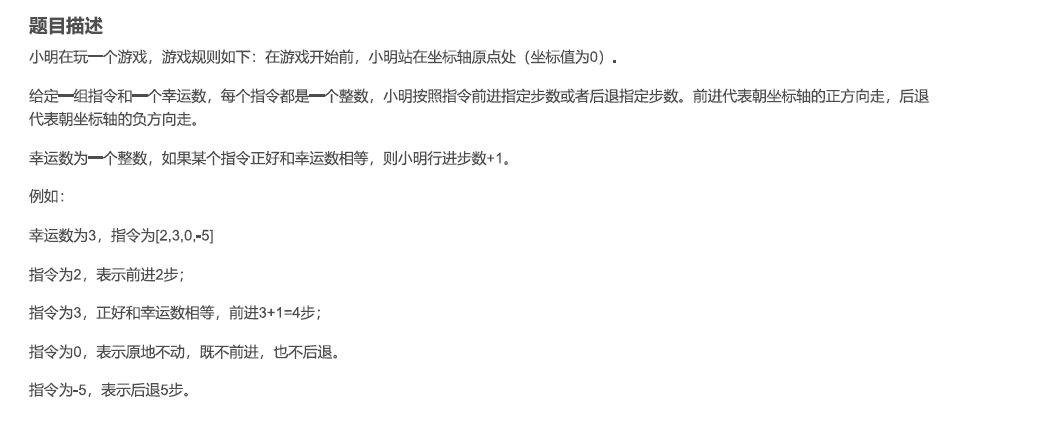 题目描述
小明在玩一个游戏，游戏规则如下：在游戏开始前，小明站在坐标轴原点处（坐标值为0）.
给定一组指令和一个幸运数，每个指令都是一个整数，小明按照指令前进指定步数或者后退指定步数。前进代表朝坐标轴的正方向走，后退
代表朝坐标轴的负方向走。
幸运数为一个整数，如果某个指令正好和幸运数相等，则小明行进步数+1。
例如：
幸运数为3，指令为[2,3,0,-5]
指令为2，表示前进2步；
指令为3，正好和幸运数相等，前进3+1=4步；
指令为0，表示原地不动，既不前进，也不后退。
指令为-5，表示后退5步。